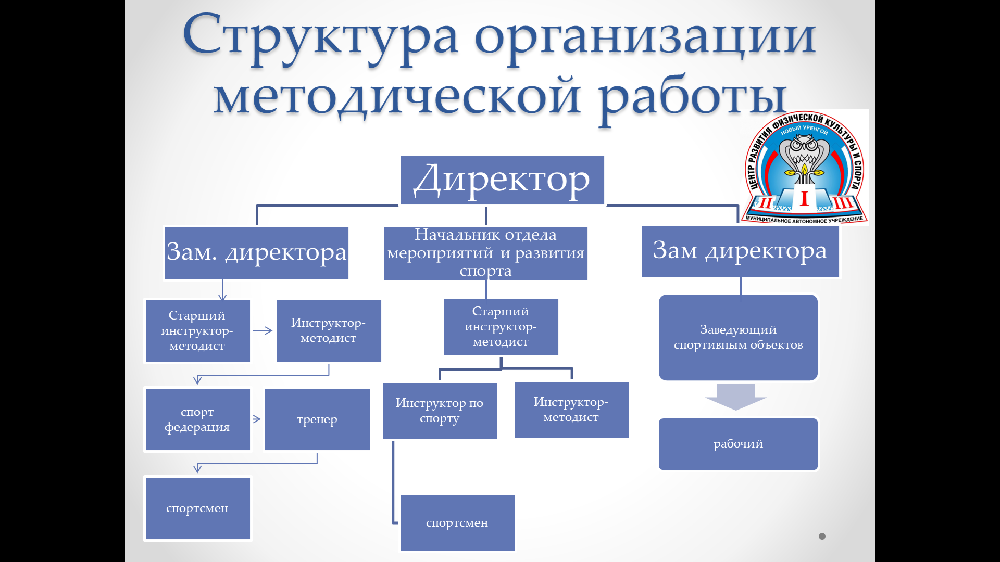 Структура организации
методической работы
ЦЕНТР РАЗВИТИЯ ФИЗИЧЕСКОЙ КУЛЬТУРЫ И СПОРТА
НОВЫЙ УРЕНГОЙ
II I III
МУНИЦИПАЛЬНОЕ АВТОНОМНОЕ УЧРЕЖДЕНИЕ
Директор
Зам. директора
Начальник отдела
мероприятий и развития
спорта
Зам директора
Старший
инструктор-
методист
Инструктор-
методист
Старший
инструктор-
методист
Заведующий
спортивным объектов
спорт
федерация
тренер
Инструктор по
спорту
Инструктор-
методист
рабочий
спортсмен
спортсмен